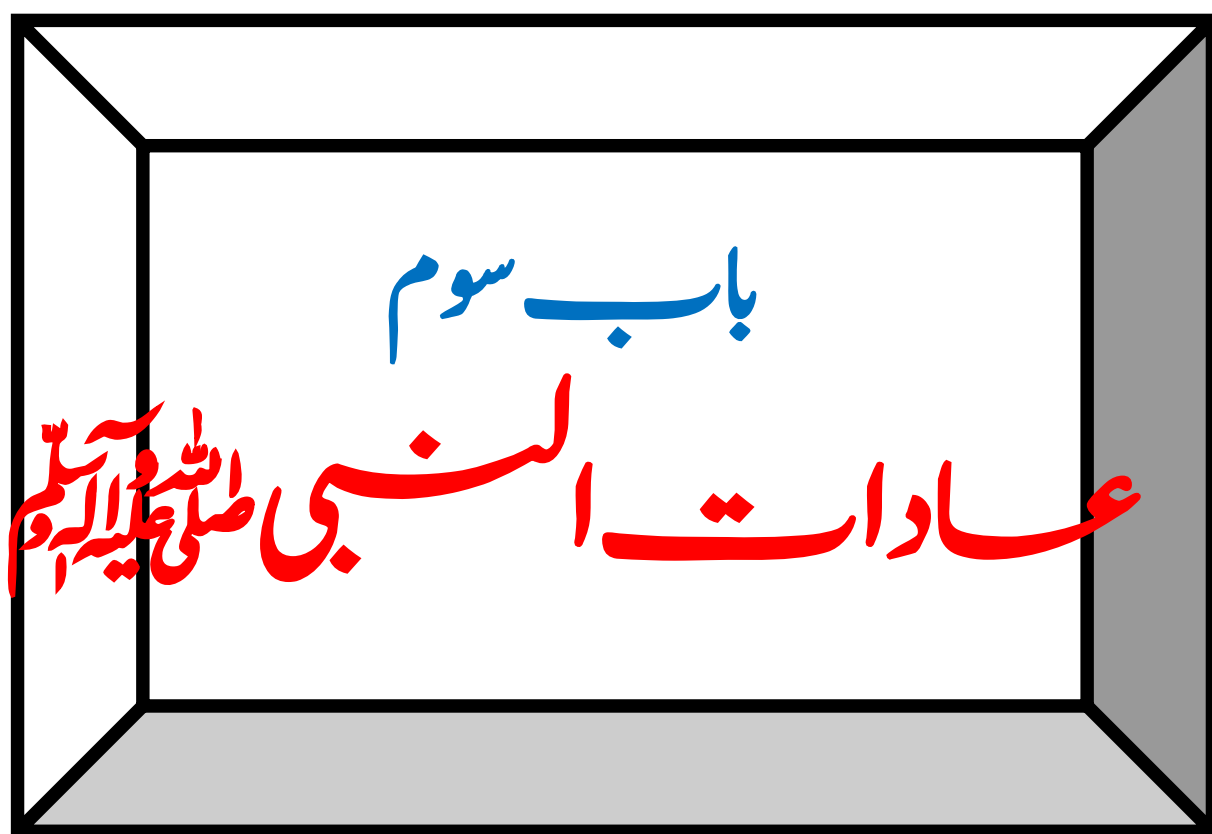 باب سوم
عادات النبی صلی اللہ علیہ وآلہ وسلم